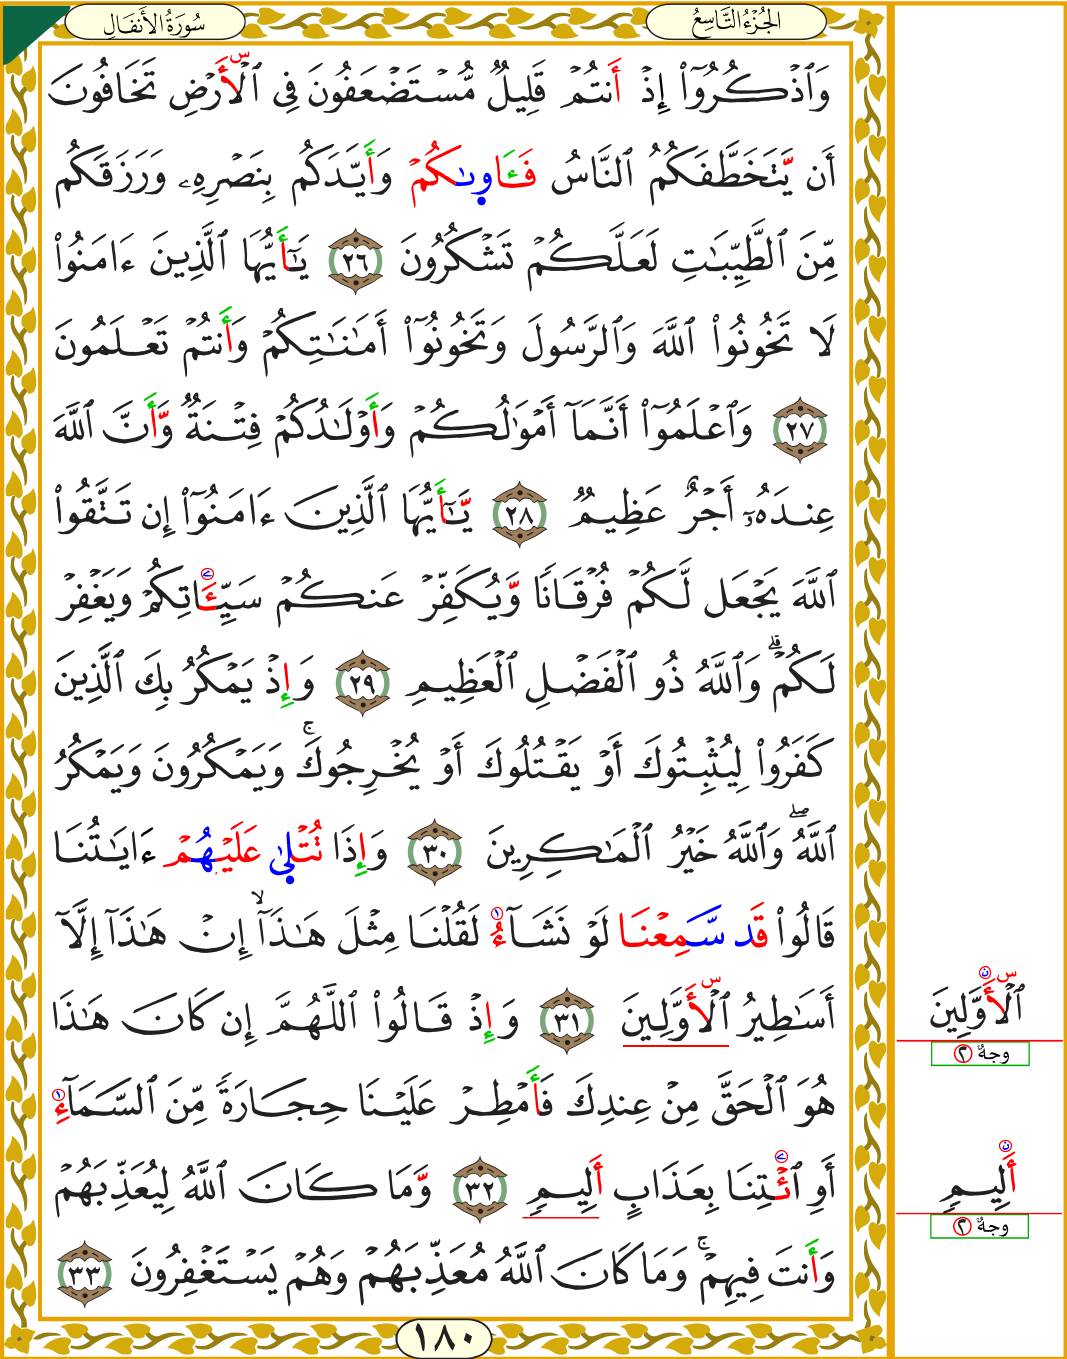 الجُزْءُ التَّاسِعُ
سُورَةُ الأَنفَالِ
وَٱذۡكُرُوٓاْ إِذۡ أَنتُمۡ قَلِيلٞ مُّسۡتَضۡعَفُونَ فِي ٱلۡأَرۡضِ تَخَافُونَ
أَن يَتَخَطَّفَكُمُ ٱلنَّاسُ فَـَٔاوىٰكُمۡ وَأَيَّدَكُم بِنَصۡرِهِۦ وَرَزَقَكُم
مِّنَ ٱلطَّيِّبَٰتِ لَعَلَّكُمۡ تَشۡكُرُونَ ٢٦ يَٰٓأَيُّهَا ٱلَّذِينَ ءَامَنُواْ
لَا تَخُونُواْ ٱللَّهَ وَٱلرَّسُولَ وَتَخُونُوٓاْ أَمَٰنَٰتِكُمۡ وَأَنتُمۡ تَعۡلَمُونَ
٢٧ وَٱعۡلَمُوٓاْ أَنَّمَآ أَمۡوَٰلُكُمۡ وَأَوۡلَٰدُكُمۡ فِتۡنَةٞ وَّأَنَّ ٱللَّهَ
عِندَهُۥٓ أَجۡرٌ عَظِيمٞ ٢٨ يَّٰٓأَيُّهَا ٱلَّذِينَ ءَامَنُوٓاْ إِن تَتَّقُواْ
ٱللَّهَ يَجۡعَل لَّكُمۡ فُرۡقَانٗا وَّيُكَفِّرۡ عَنكُمۡ سَيِّـَٔاتِكُمۡ وَيَغۡفِرۡ
لَكُمۡۗ وَٱللَّهُ ذُو ٱلۡفَضۡلِ ٱلۡعَظِيمِ ٢٩ وَإِذۡ يَمۡكُرُ بِكَ ٱلَّذِينَ
كَفَرُواْ لِيُثۡبِتُوكَ أَوۡ يَقۡتُلُوكَ أَوۡ يُخۡرِجُوكَۚ وَيَمۡكُرُونَ وَيَمۡكُرُ
ٱللَّهُۖ وَٱللَّهُ خَيۡرُ ٱلۡمَٰكِرِينَ ٣٠ وَإِذَا تُتۡلىٰ عَلَيۡهُمۡ ءَايَٰتُنَا
قَالُواْ قَد سَّمِعۡنَا لَوۡ نَشَآءُ لَقُلۡنَا مِثۡلَ هَٰذَآۙ إِنۡ هَٰذَآ إِلَّآ
أَسَٰطِيرُ ٱلۡأَوَّلِينَ ٣١ وَإِذۡ قَالُواْ ٱللَّهُمَّ إِن كَانَ هَٰذَا
هُوَ ٱلۡحَقَّ مِنۡ عِندِكَ فَأَمۡطِرۡ عَلَيۡنَا حِجَارَةٗ مِّنَ ٱلسَّمَآءِ
أَوِ ٱئۡتِنَا بِعَذَابٍ أَلِيمٖ ٣٢ وَّمَا كَانَ ٱللَّهُ لِيُعَذِّبَهُمۡ
وَأَنتَ فِيهِمۡۚ وَمَا كَانَ ٱللَّهُ مُعَذِّبَهُمۡ وَهُمۡ يَسۡتَغۡفِرُونَ ٣٣
١٨٠
ٱلۡأَوَّلِينَ
وجهٌ ٢
أَلِيمٖ
وجهٌ ٢